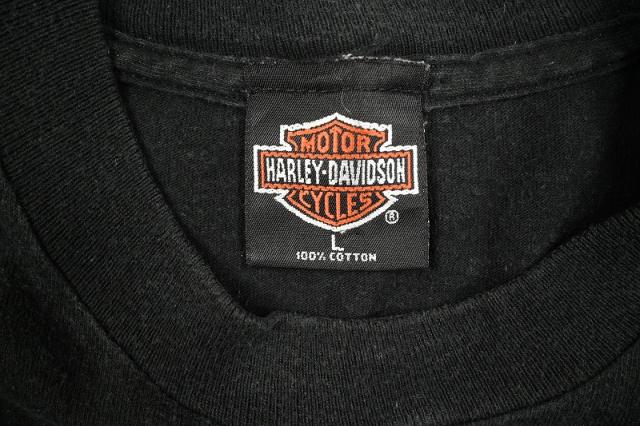 MOTOR
HARLEY-DAVIDSON
CYCLES
®
L
100% COTTON